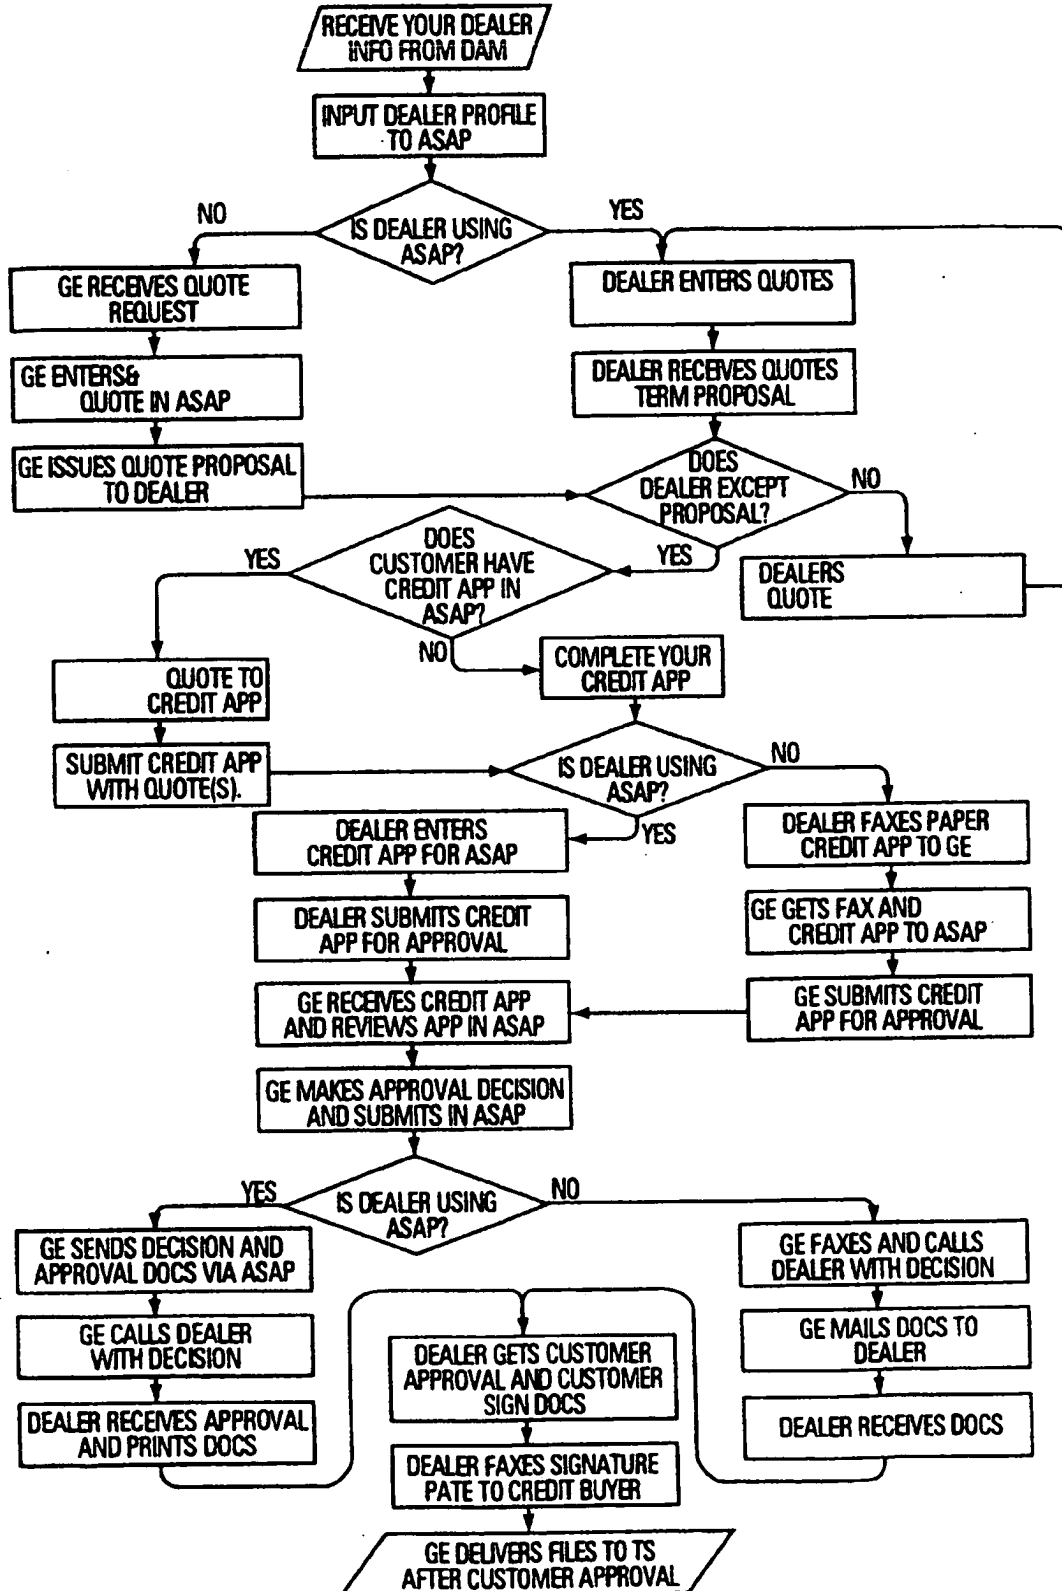 RECEIVE YOUR DEALER
INFO FROM DAM
INPUT DEALER PROFILE
TO ASAP
NO
IS DEALER USING
ASAP?
YES
GE RECEIVES QUOTE
REQUEST
DEALER ENTERS QUOTES
GE ENTERS&
QUOTE IN ASAP
DEALER RECEIVES QUOTES
TERM PROPOSAL
GE ISSUES QUOTE PROPOSAL
TO DEALER
DOES
DEALER EXCEPT
PROPOSAL?
NO
YES
DOES
CUSTOMER HAVE
CREDIT APP IN
ASAP?
YES
NO
DEALERS
QUOTE
QUOTE TO
CREDIT APP
COMPLETE YOUR
CREDIT APP
SUBMIT CREDIT APP
WITH QUOTE(S).
IS DEALER USING
ASAP?
NO
YES
DEALER ENTERS
CREDIT APP FOR ASAP
DEALER FAXES PAPER
CREDIT APP TO GE
DEALER SUBMITS CREDIT
APP FOR APPROVAL
GE GETS FAX AND
CREDIT APP TO ASAP
GE RECEIVES CREDIT APP
AND REVIEWS APP IN ASAP
GE SUBMITS CREDIT
APP FOR APPROVAL
GE MAKES APPROVAL DECISION
AND SUBMITS IN ASAP
YES
IS DEALER USING
ASAP?
NO
GE SENDS DECISION AND
APPROVAL DOCS VIA ASAP
GE FAXES AND CALLS
DEALER WITH DECISION
GE CALLS DEALER
WITH DECISION
GE MAILS DOCS TO
DEALER
DEALER RECEIVES APPROVAL
AND PRINTS DOCS
DEALER RECEIVES DOCS
DEALER GETS CUSTOMER
APPROVAL AND CUSTOMER
SIGN DOCS
DEALER FAXES SIGNATURE
PATE TO CREDIT BUYER
GE DELIVERS FILES TO TS
AFTER CUSTOMER APPROVAL